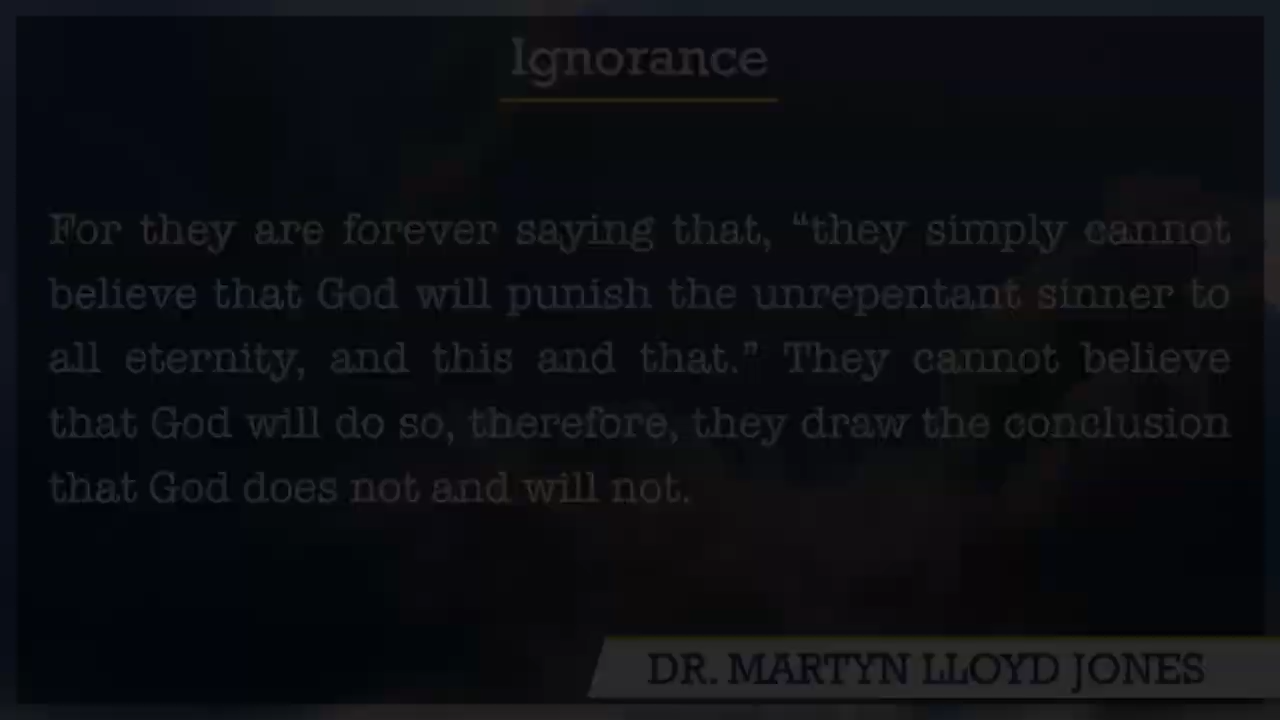 Ignorance
For they are forever saying that, “they simply cannot
believe that God will punish the unrepentant sinner to
all eternity, and this and that.” They cannot believe
that God will do so, therefore, they draw the conclusion
that God does not and will not.
DR. MARTYN LLOYD JONES